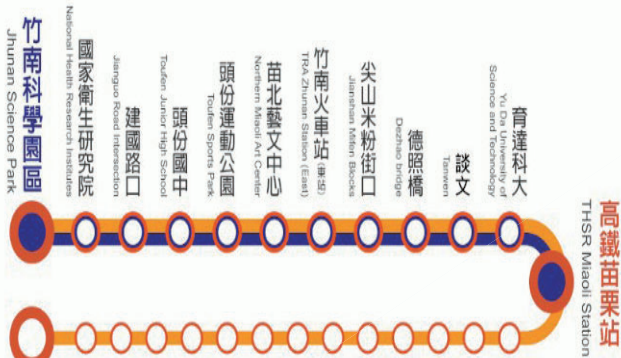 竹南科學園區
Jhunan Science Park
國家衛生研究院
National Health Research Institutes
建國路口
Jianguo Road Intersection
頭份國中
Toufen Junior High School
頭份運動公園
Toufen Sports Park
苗北藝文中心
Northern Miaoli Art Center
竹南火車站(東站)
TRA Zhunan Station (East)
尖山米粉街口
Jianshan Mifen Blocks
德照橋
Dezhao bridge
談文
Tanwen
育達科大
Yu Da University of
Science and Technology
高鐵苗栗站
THSR Miaoli Station